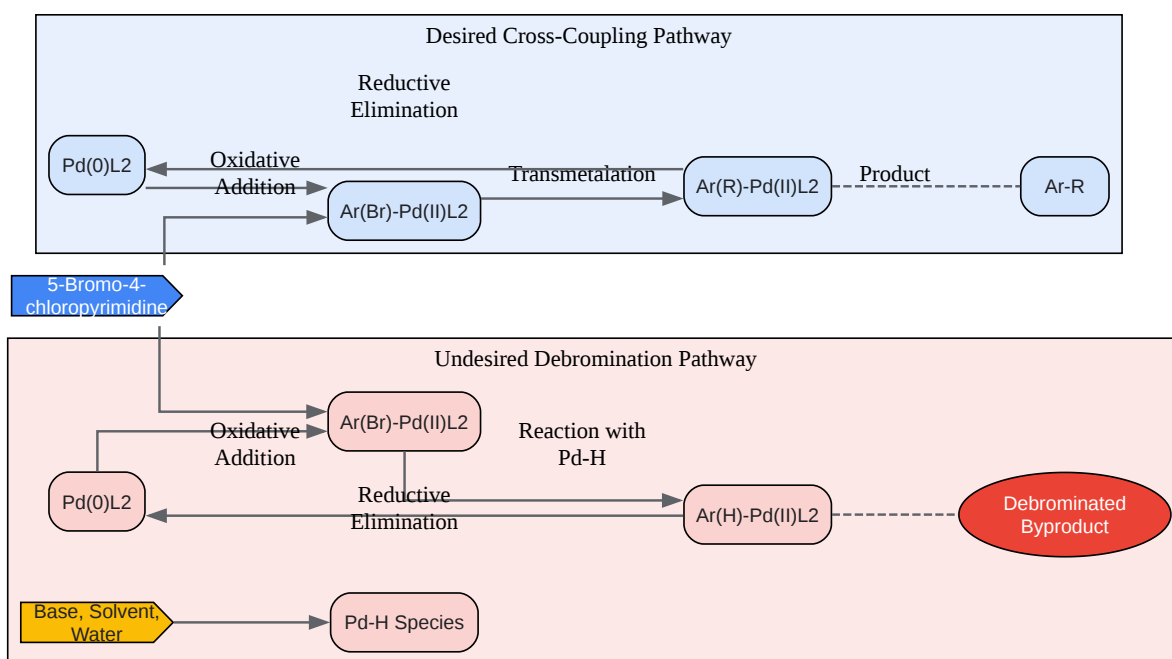 Desired Cross-Coupling Pathway
Reductive
Elimination
Pd(0)L2
Oxidative
Addition
Ar(Br)-Pd(II)L2
Transmetalation
Ar(R)-Pd(II)L2
Product
Ar-R
5-Bromo-4-
chloropyrimidine
Undesired Debromination Pathway
Ar(Br)-Pd(II)L2
Oxidative
Addition
Reaction with
Pd-H
Pd(0)L2
Reductive
Elimination
Ar(H)-Pd(II)L2
Debrominated
Byproduct
Base, Solvent,
Water
Pd-H Species